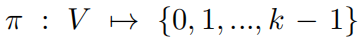 π : V ↦ {0, 1, ..., k − 1}